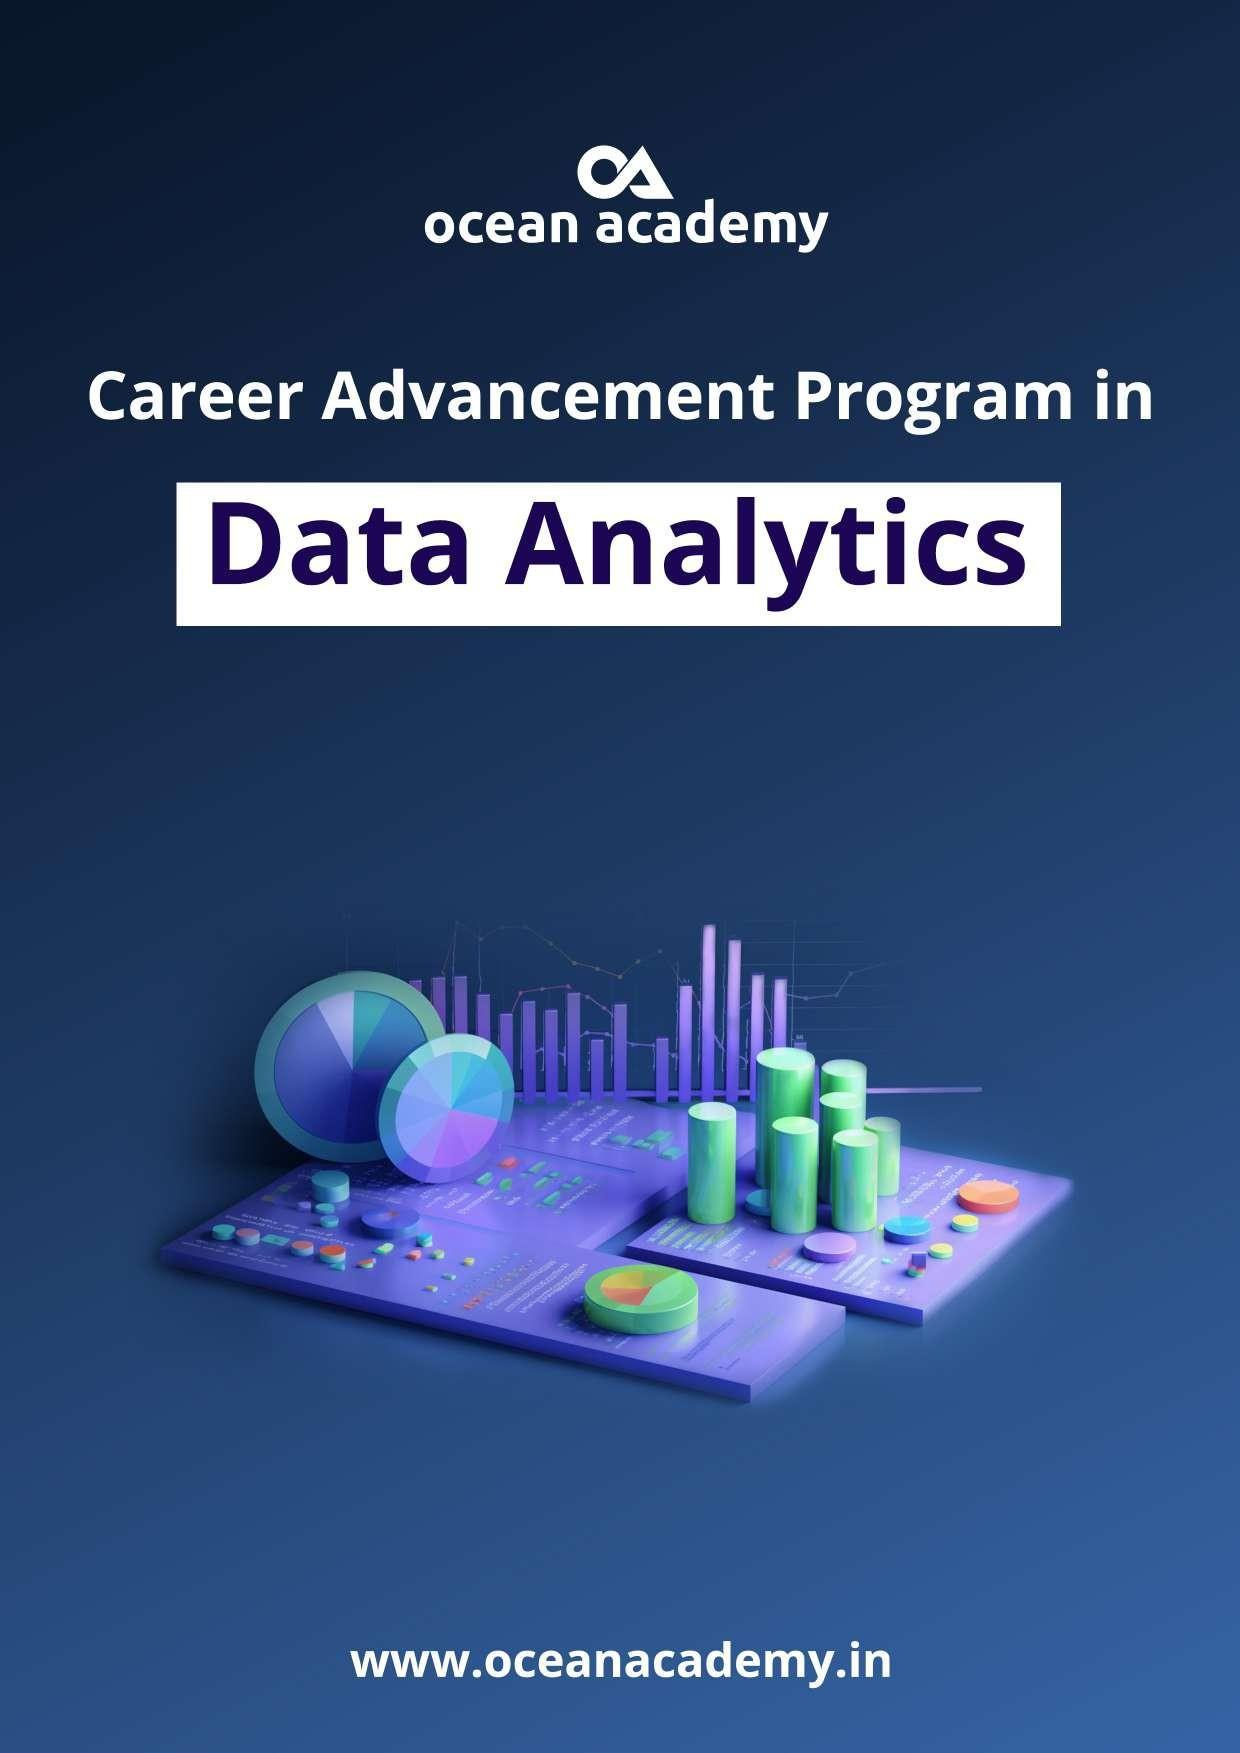 ocean academy
Career Advancement Program in
Data Analytics
www.oceanacademy.in